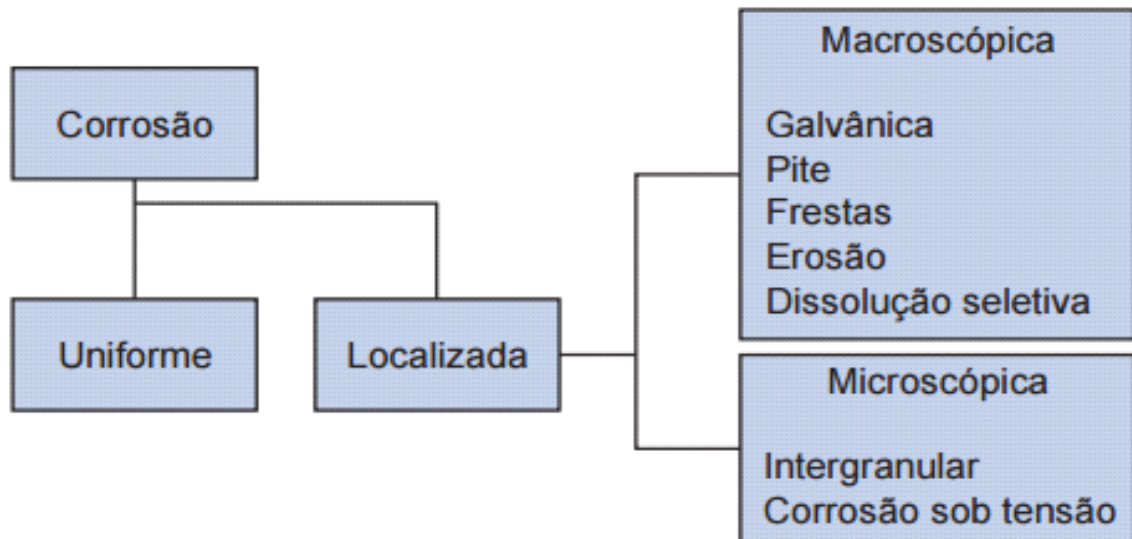 Corrosão
Uniforme
Localizada
Macroscópica
Galvânica
Pite
Frestas
Erosão
Dissolução seletiva
Microscópica
Intergranular
Corrosão sob tensão